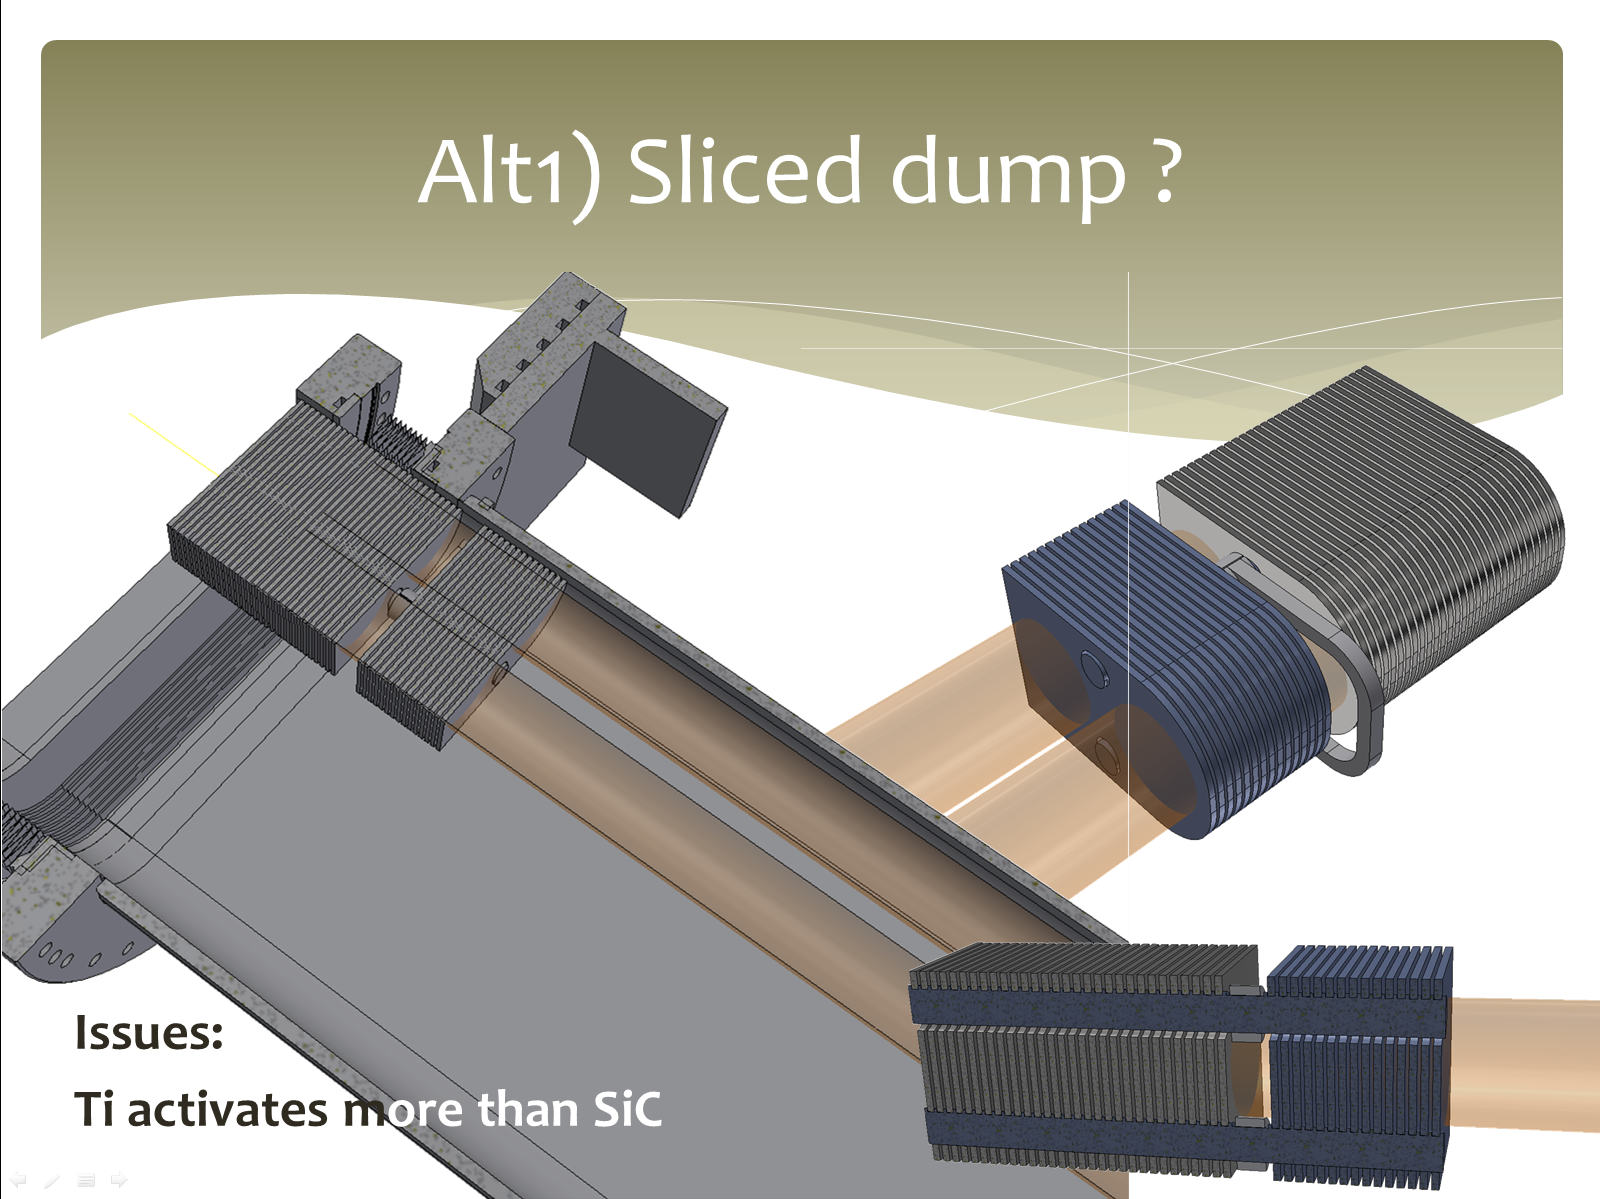 Alt1) Sliced dump ?
Issues:
Ti activates more than SiC